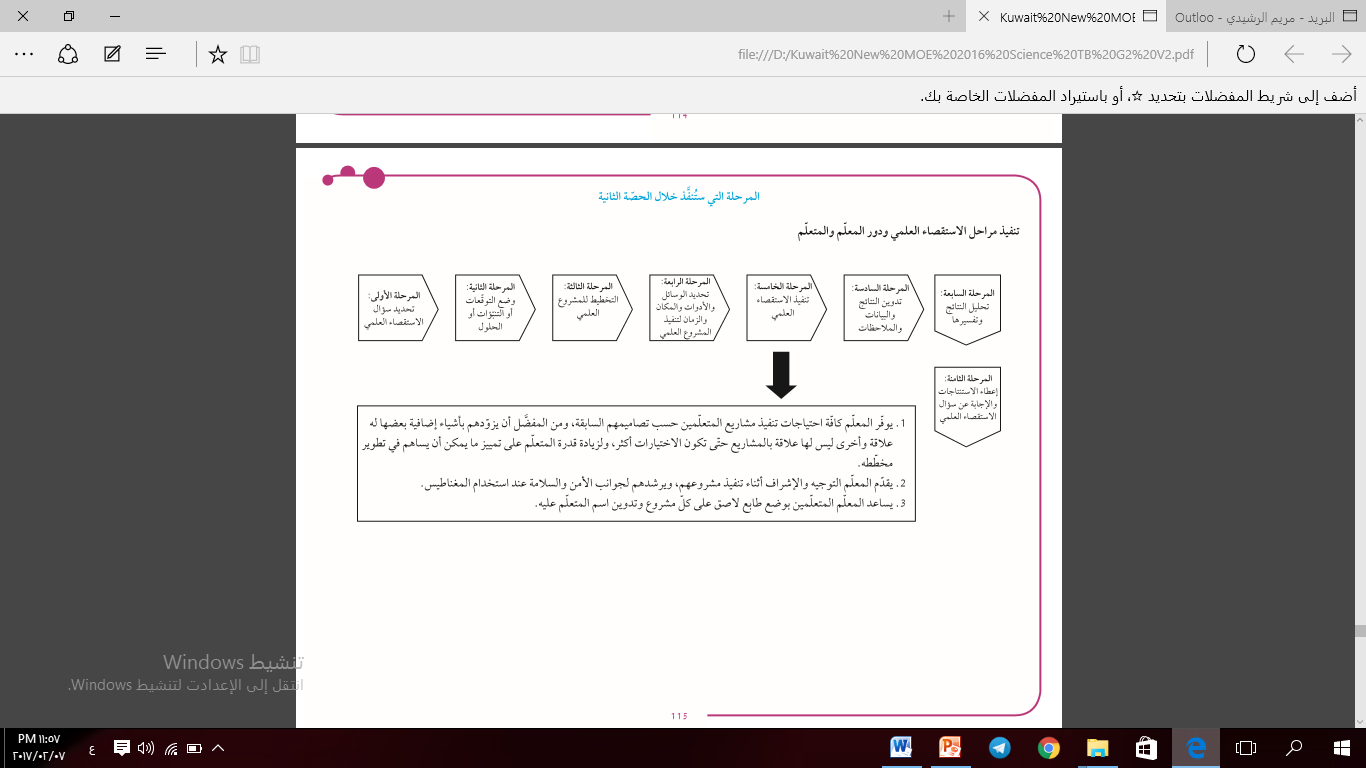 البريد - مريم الرشيدي - Outloo
Kuwait%20New%20MOE
file:///D:/Kuwait%20New%20MOE%202016%20Science%20TB%20G2%20V2.pdf
أضف إلى شريط المفضلات بتحديد ☆، أو باستيراد المفضلات الخاصة بك.
114
المرحلة التي ستُنفَّذ خلال الحصّة الثانية
تنفيذ مراحل الاستقصاء العلمي ودور المعلّم والمتعلّم
المرحلة الأولى:
تحديد سؤال
الاستقصاء العلمي
المرحلة الثانية:
وضع التوقّعات
أو التنبّؤات أو
الحلول
المرحلة الثالثة:
التخطيط للمشروع
العلمي
المرحلة الرابعة:
تحديد الوسائل
والأدوات والمكان
والزمان لتنفيذ
المشروع العلمي
المرحلة الخامسة:
تنفيذ الاستقصاء
العلمي
المرحلة السادسة:
تدوين النتائج
والبيانات
والملاحظات
المرحلة السابعة:
تحليل النتائج
وتفسيرها
المرحلة الثامنة:
إعطاء الاستنتاجات
والإجابة عن سؤال
الاستقصاء العلمي
1. يوفّر المعلّم كافّة احتياجات تنفيذ مشاريع المتعلّمين حسب تصاميمهم السابقة، ومن المفضَّل أن يزوّدهم بأشياء إضافية بعضها له
علاقة وأخرى ليس لها علاقة بالمشاريع حتّى تكون الاختيارات أكثر، ولزيادة قدرة المتعلّم على تمييز ما يمكن أن يساهم في تطوير
مخطّطه.
2. يقدّم المعلّم التوجيه والإشراف أثناء تنفيذ مشروعهم، ويرشدهم لجوانب الأمن والسلامة عند استخدام المغناطيس.
3. يساعد المعلّم المتعلّمين بوضع طابع لاصق على كلّ مشروع وتدوين اسم المتعلّم عليه.
115
تنشيط Windows
انتقل إلى الإعدادت لتنشيط Windows.
ع
PM ١١:٥٧
٢٠١٧/٠٢/٠٧